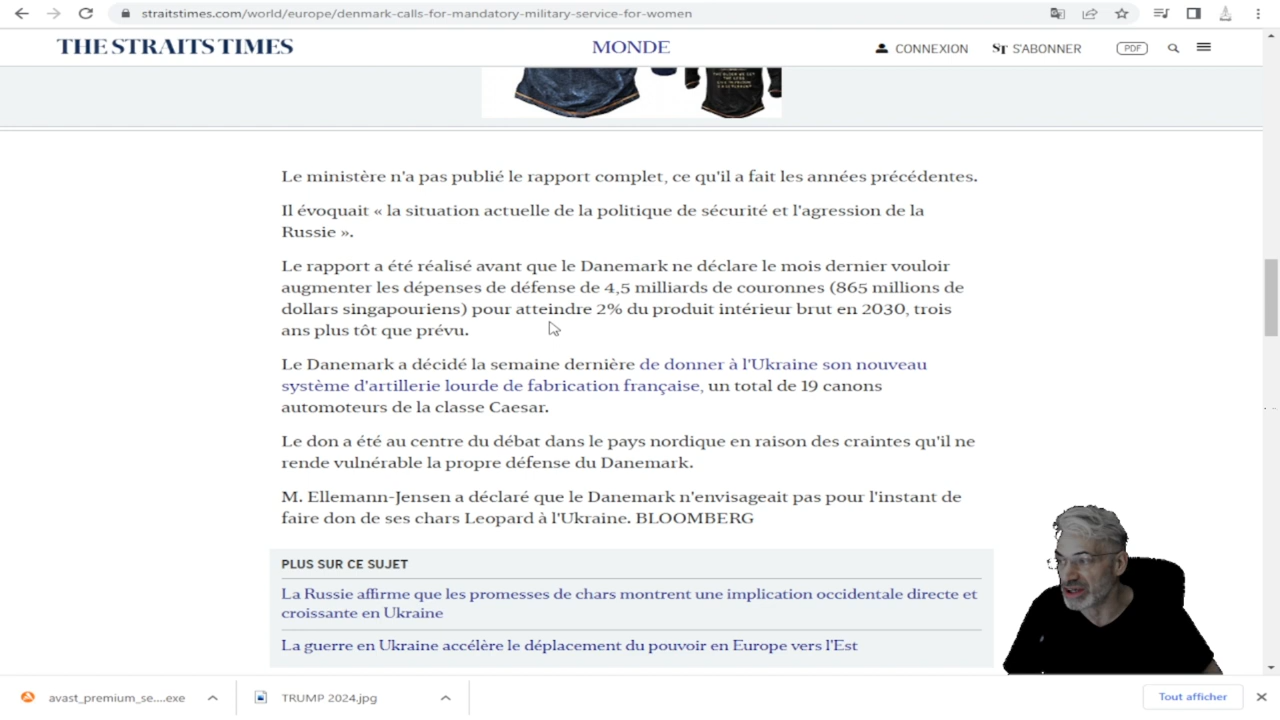 straitstimes.com/world/europe/denmark-calls-for-mandatory-military-service-for-women
THE STRAITS TIMES
MONDE
CONNEXION
ST S'ABONNER
PDF
Le ministère n'a pas publié le rapport complet, ce qu'il a fait les années précédentes.
Il évoquait « la situation actuelle de la politique de sécurité et l'agression de la
Russie ».
Le rapport a été réalisé avant que le Danemark ne déclare le mois dernier vouloir
augmenter les dépenses de défense de 4,5 milliards de couronnes (865 millions de
dollars singapouriens) pour atteindre 2% du produit intérieur brut en 2030, trois
ans plus tôt que prévu.
Le Danemark a décidé la semaine dernière de donner à l'Ukraine son nouveau
système d'artillerie lourde de fabrication française, un total de 19 canons
automoteurs de la classe Caesar.
Le don a été au centre du débat dans le pays nordique en raison des craintes qu'il ne
rende vulnérable la propre défense du Danemark.
M. Ellemann-Jensen a déclaré que le Danemark n'envisageait pas pour l'instant de
faire don de ses chars Leopard à l'Ukraine. BLOOMBERG
PLUS SUR CE SUJET
La Russie affirme que les promesses de chars montrent une implication occidentale directe et
croissante en Ukraine
La guerre en Ukraine accélère le déplacement du pouvoir en Europe vers l'Est
avast_premium_se....exe
TRUMP 2024.jpg
Tout afficher